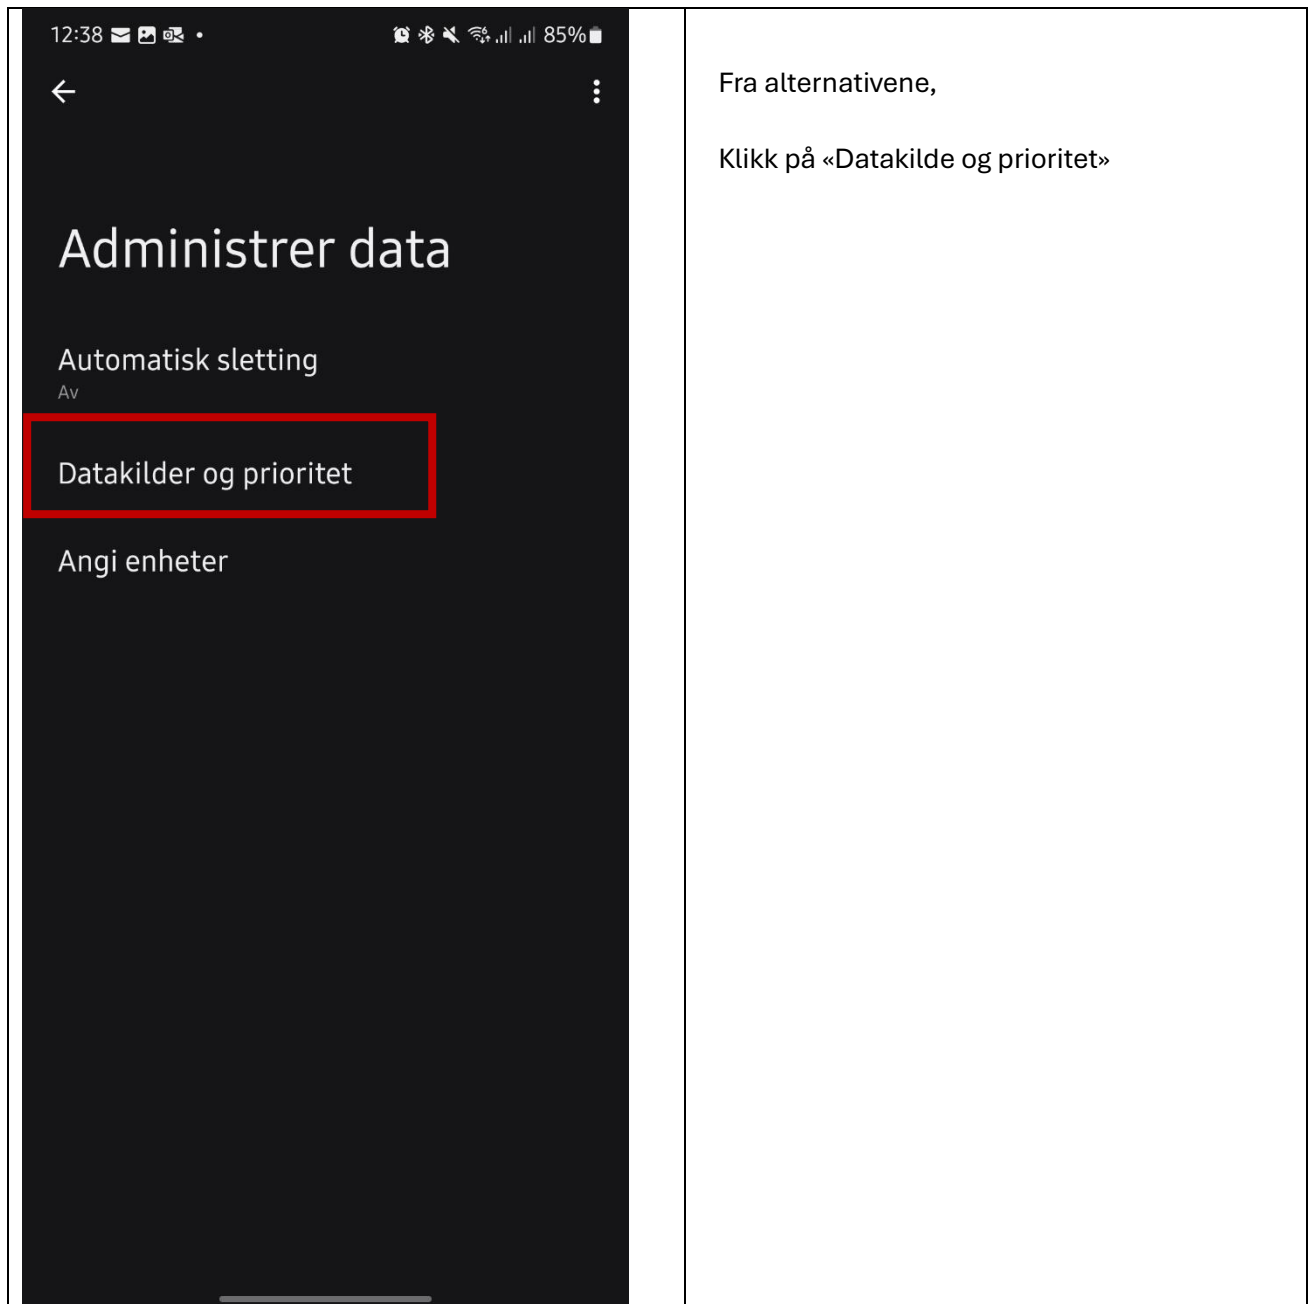 12:38
85%
Administrer data
Automatisk sletting
Av
Datakilder og prioritet
Angi enheter
Fra alternativene,
Klikk på «Datakilde og prioritet»